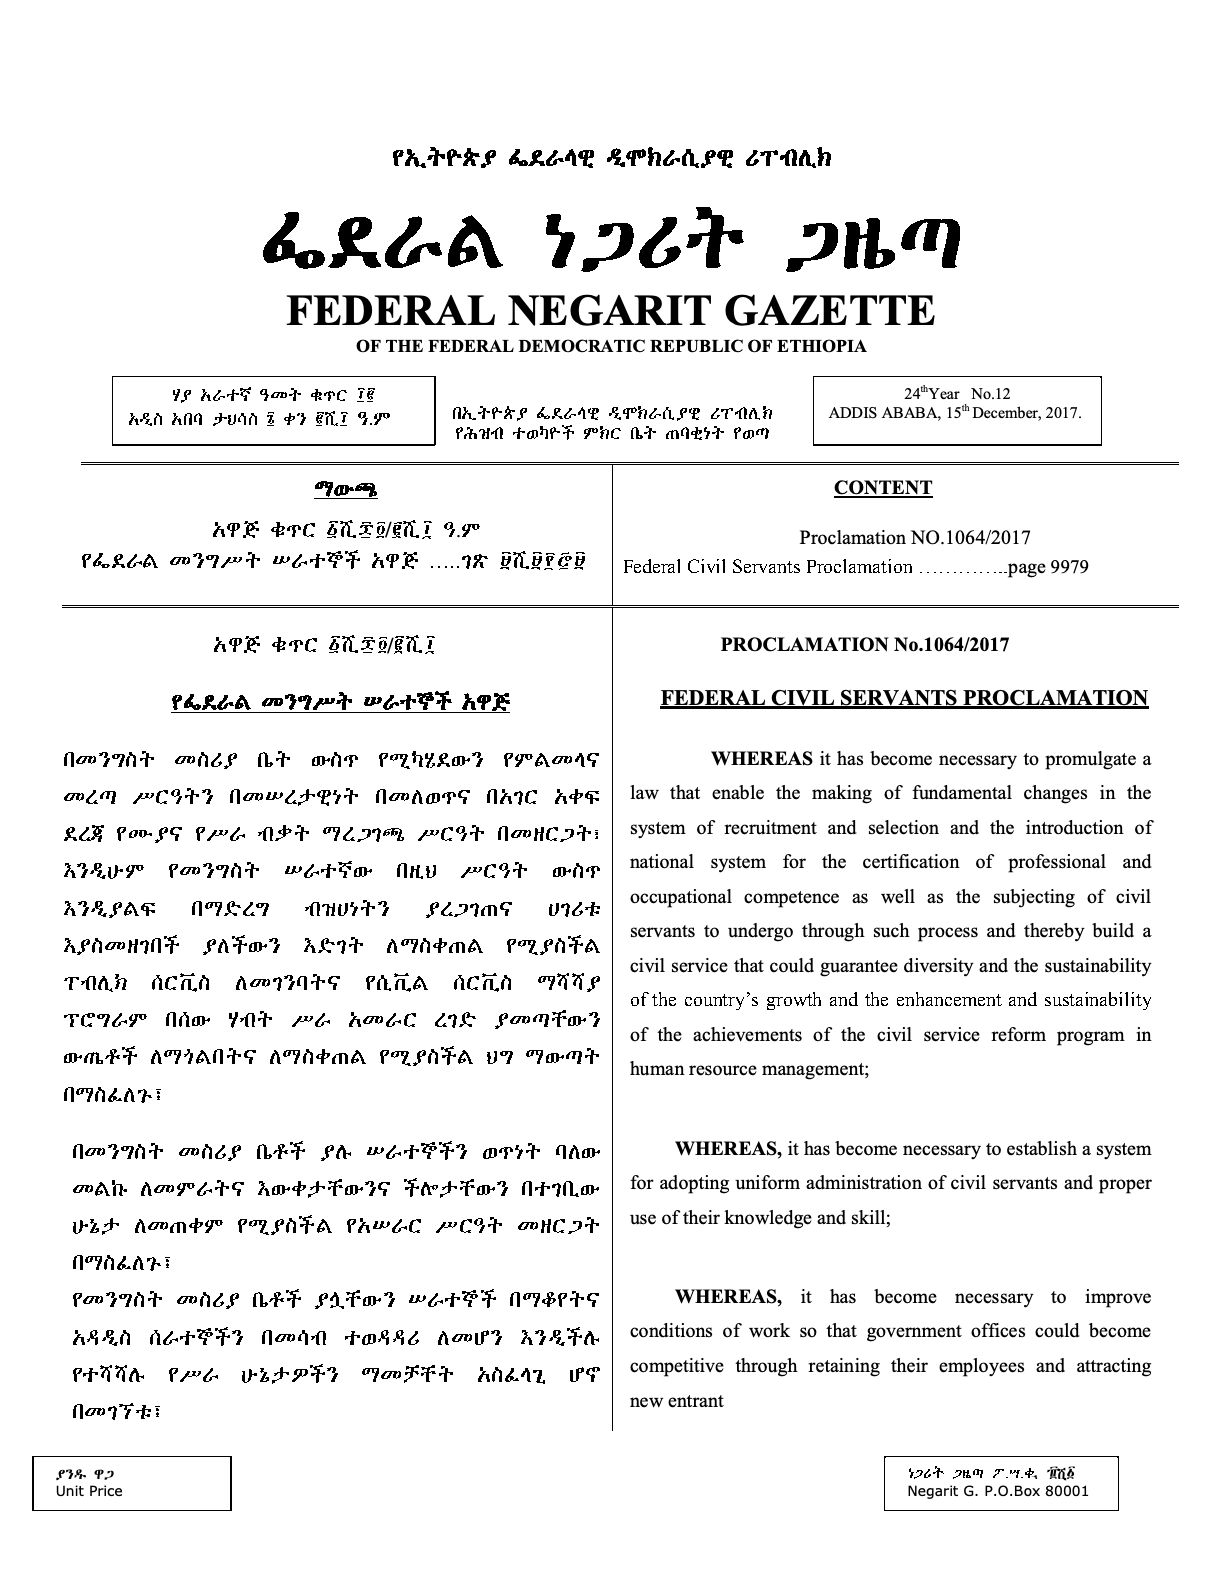 የኢትዮጵያ ፌደራላዊ ዲሞክራሲያዊ ሪፐብሊክ
ፌደራል ነጋሪት ጋዜጣ
FEDERAL NEGARIT GAZETTE
OF THE FEDERAL DEMOCRATIC REPUBLIC OF ETHIOPIA
ሃያ አራተኛ ዓመት ቁጥር ፲፪
አዲስ አበባ ታህሳስ ፮ ቀን ፪ሺ፲ ዓ.ም
በኢትዮጵያ ፌደራላዊ ዲሞክራሲያዊ ሪፐብሊክ
የሕዝብ ተወካዮች ምክር ቤት ጠባቂነት የወጣ
24thYear No.12
ADDIS ABABA, 15th December, 2017.
ማውጫ
አዋጅ ቁጥር ፩ሺ፷፬/፪ሺ፲ ዓ.ም
የፌደራል መንግሥት ሠራተኞች አዋጅ …..ገጽ ፱ሺ፱፻፸፱
CONTENT
Proclamation NO.1064/2017
Federal Civil Servants Proclamation …………..page 9979
አዋጅ ቁጥር ፩ሺ፷፬/፪ሺ፲
የፌደራል መንግሥት ሠራተኞች አዋጅ
በመንግስት መስሪያ ቤት ውስጥ የሚካሄደውን የምልመላና
መረጣ ሥርዓትን በመሠረታዊነት በመለወጥና በአገር አቀፍ
ደረጃ የሙያና የሥራ ብቃት ማረጋገጫ ሥርዓት በመዘርጋት፣
እንዲሁም የመንግስት ሠራተኛው በዚህ ሥርዓት ውስጥ
እንዲያልፍ በማድረግ ብዝሀነትን ያረጋገጠና ሀገሪቱ
እያስመዘገበች ያለችውን እድገት ለማስቀጠል የሚያስችል
ፐብሊክ ሰርቪስ ለመገንባትና የሲቪል ሰርቪስ ማሻሻያ
ፕሮግራም በሰው ሃብት ሥራ አመራር ረገድ ያመጣቸውን
ውጤቶች ለማጎልበትና ለማስቀጠል የሚያስችል ህግ ማውጣት
በማስፈለጉ፤
በመንግስት መስሪያ ቤቶች ያሉ ሠራተኞችን ወጥነት ባለው
መልኩ ለመምራትና እውቀታቸውንና ችሎታቸውን በተገቢው
ሁኔታ ለመጠቀም የሚያስችል የአሠራር ሥርዓት መዘርጋት
በማስፈለጉ፤
የመንግስት መስሪያ ቤቶች ያሏቸውን ሠራተኞች በማቆየትና
አዳዲስ ሰራተኞችን በመሳብ ተወዳዳሪ ለመሆን እንዲችሉ
የተሻሻሉ የሥራ ሁኔታዎችን ማመቻቸት አስፈላጊ ሆኖ
በመገኘቱ፤
PROCLAMATION No.1064/2017
FEDERAL CIVIL SERVANTS PROCLAMATION
WHEREAS it has become necessary to promulgate a
law that enable the making of fundamental changes in the
system of recruitment and selection and the introduction of
national system for the certification of professional and
occupational competence as well as the subjecting of civil
servants to undergo through such process and thereby build a
civil service that could guarantee diversity and the sustainability
of the country’s growth and the enhancement and sustainability
of the achievements of the civil service reform program in
human resource management;
WHEREAS, it has become necessary to establish a system
for adopting uniform administration of civil servants and proper
use of their knowledge and skill;
WHEREAS, it has become necessary to improve
conditions of work so that government offices could become
competitive through retaining their employees and attracting
new entrant
ያንዱ ዋጋ
Unit Price
ነጋሪት ጋዜጣ ፖ.ሣ.ቁ. ፹ሺ፩
Negarit G. P.O.Box 80001